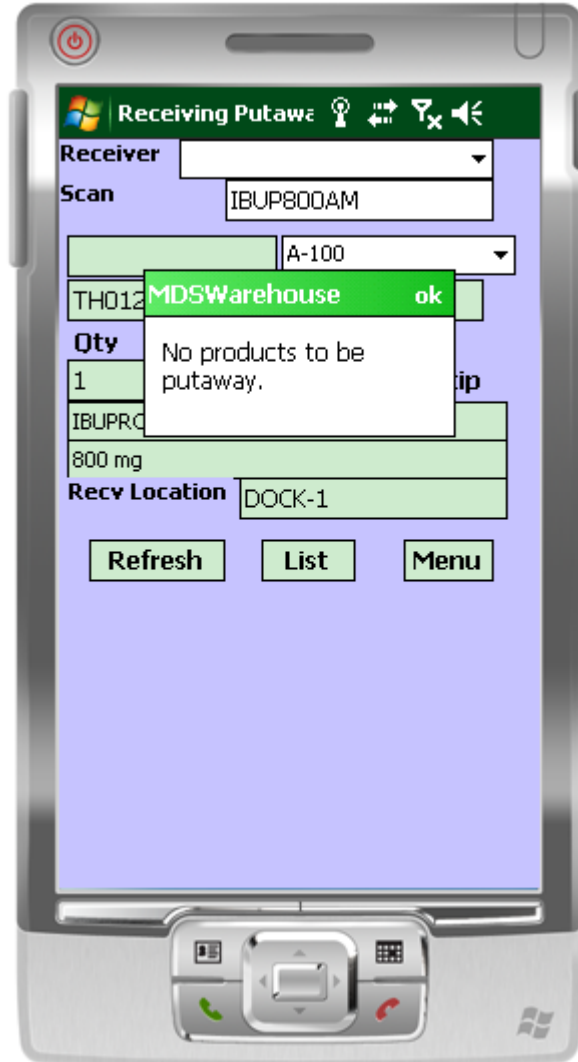 Receiving Putawa
Receiver
Scan IBUP800AM
A-100
TH012
MDSWarehouse ok
No products to be
putaway.
Qty
1 tip
IBUPRO
800 mg
Recv Location DOCK-1
Refresh List Menu